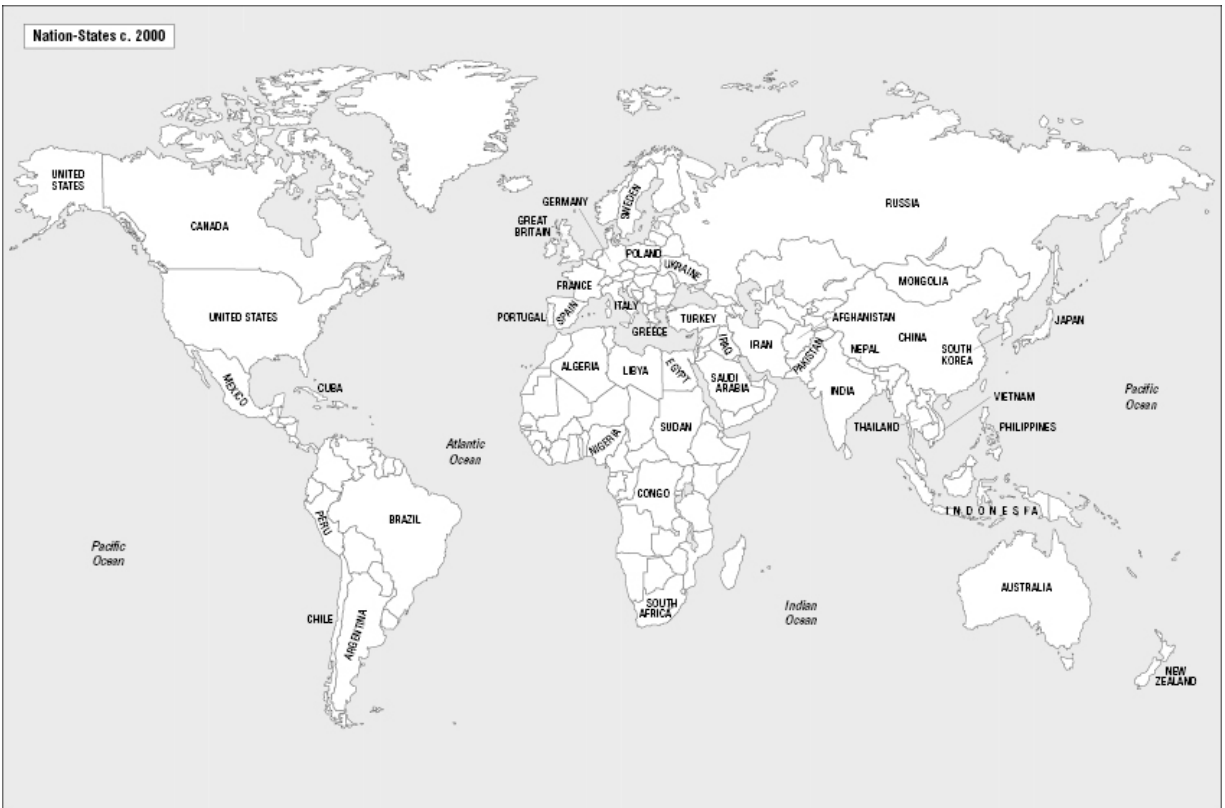 Nation-States c. 2000
UNITED
STATES
CANADA
UNITED STATES
MEXICO
CUBA
PERU
BRAZIL
CHILE
ARGENTINA
Pacific
Ocean
Atlantic
Ocean
GERMANY
GREAT
BRITAIN
SWEDEN
POLAND
UKRAINE
FRANCE
PORTUGAL
SPAIN
ITALY
GREECE
TURKEY
RUSSIA
MONGOLIA
AFGHANISTAN
CHINA
JAPAN
SOUTH
KOREA
NEPAL
IRAN
IRAQ
PAKISTAN
INDIA
SAUDI
ARABIA
ALGERIA
LIBYA
EGYPT
SUDAN
NIGERIA
CONGO
SOUTH
AFRICA
VIETNAM
THAILAND
PHILIPPINES
INDONESIA
Pacific
Ocean
Indian
Ocean
AUSTRALIA
NEW
ZEALAND